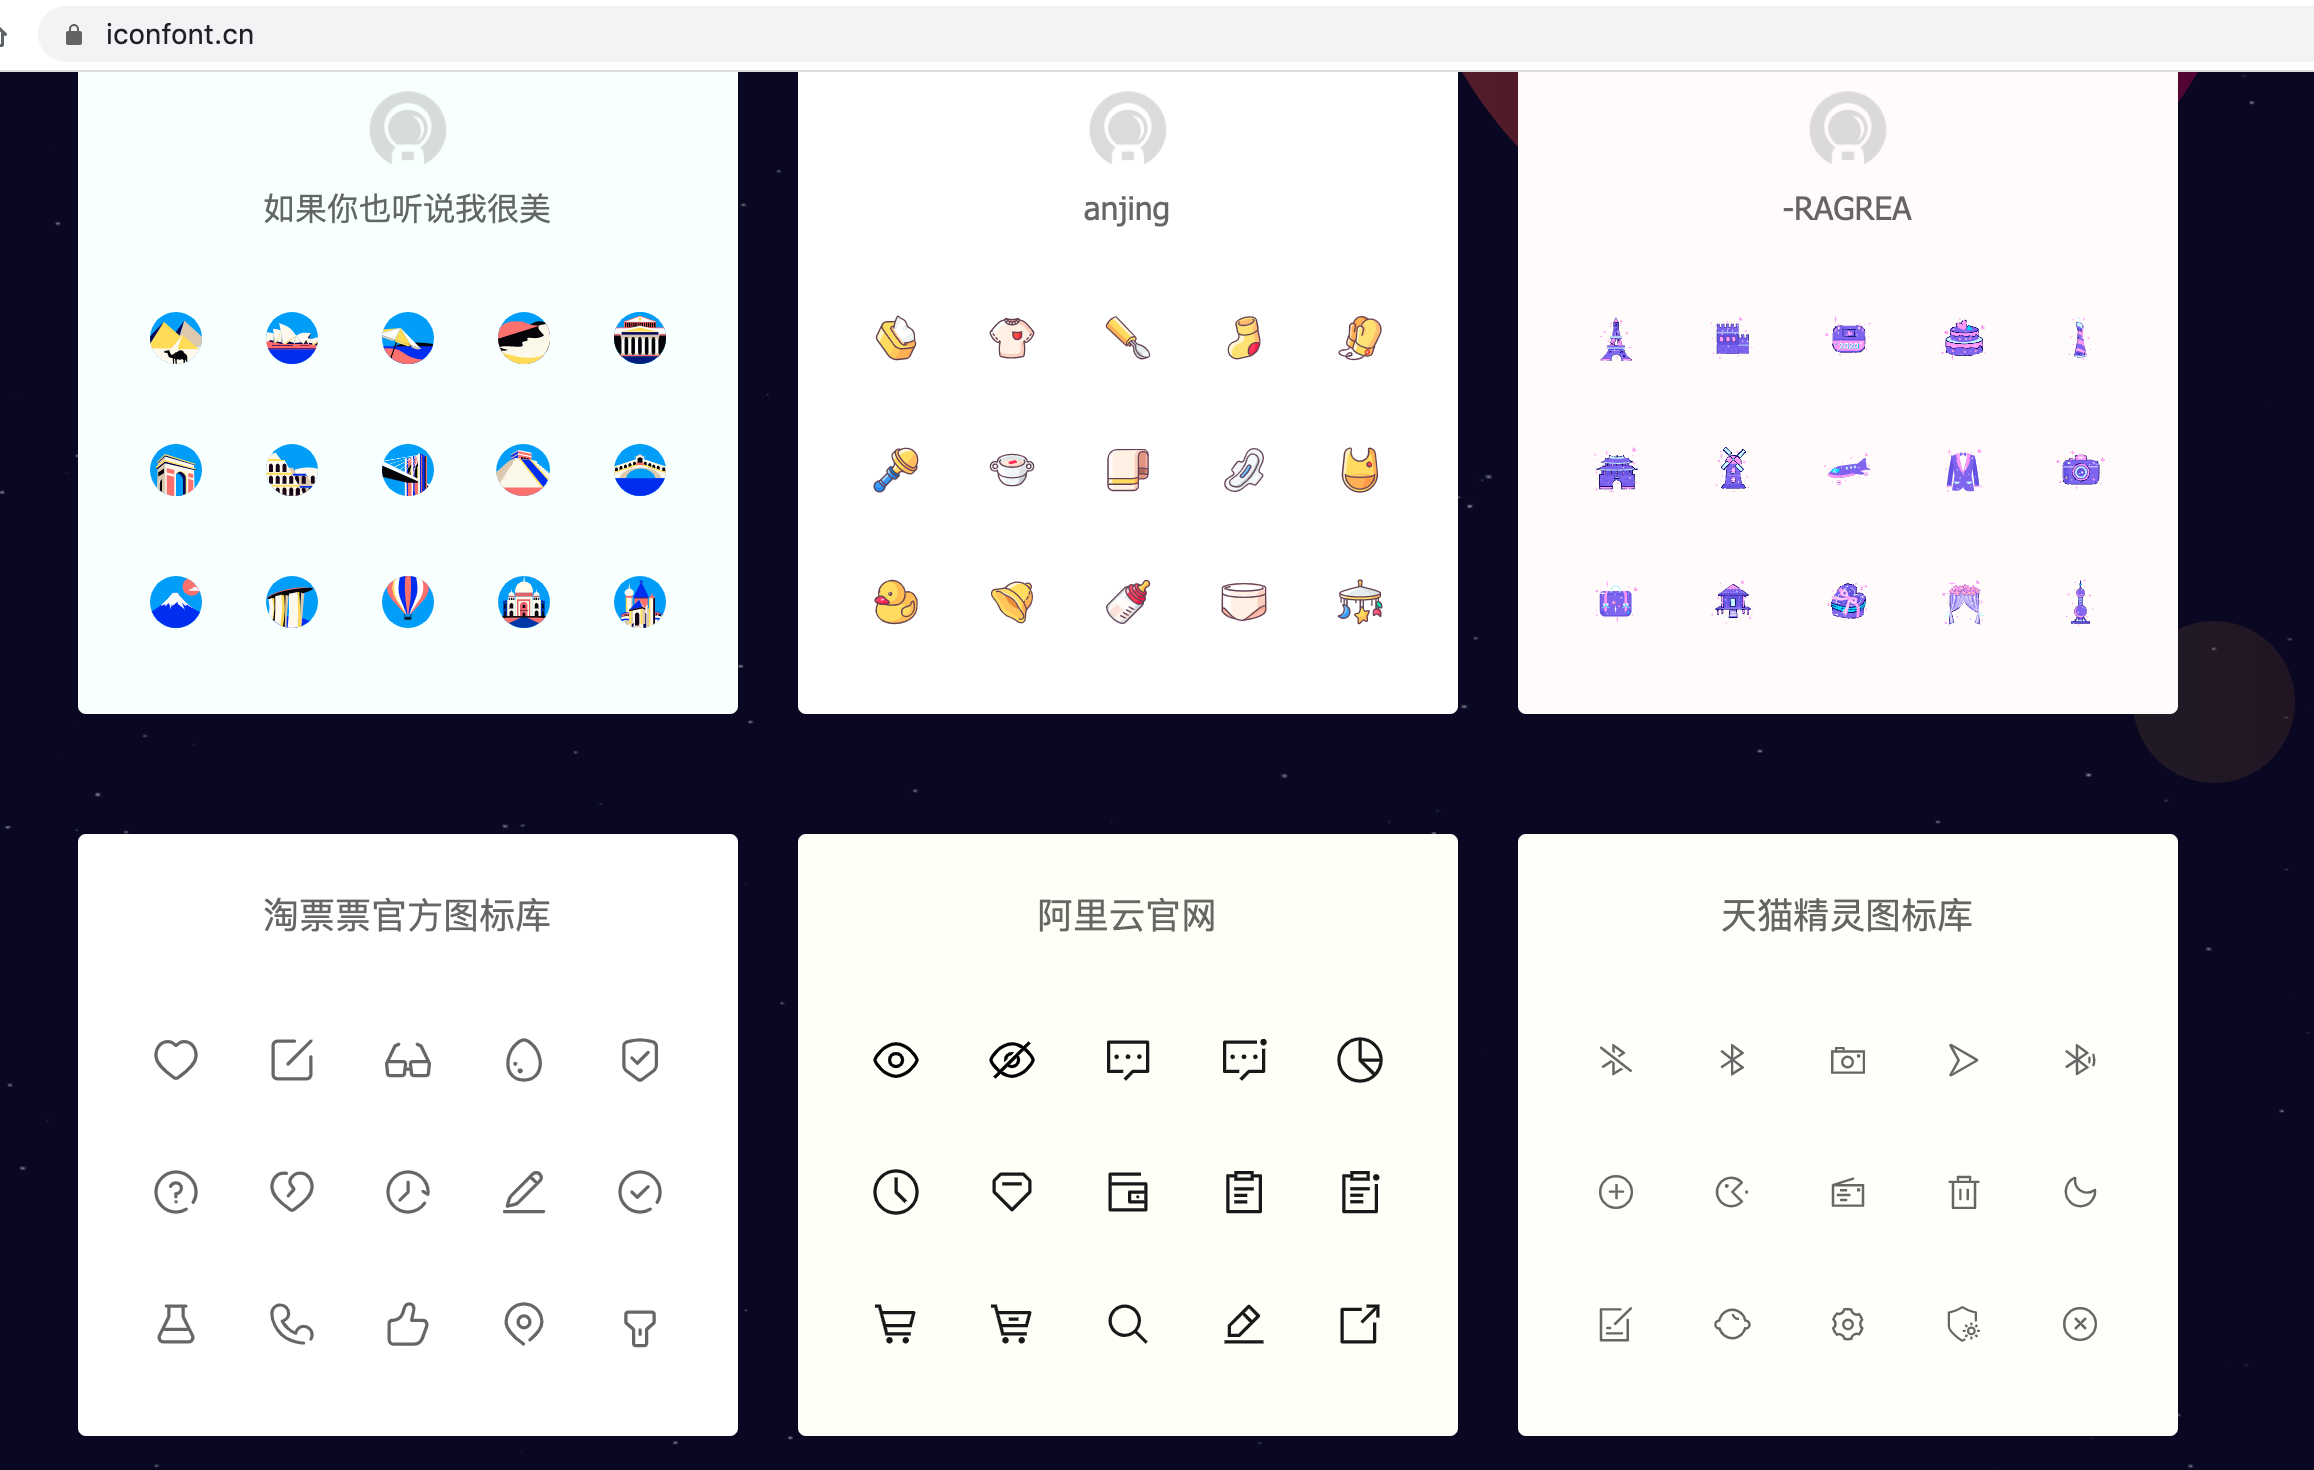 iconfont.cn
如果你也听说我很美
anjing
-RAGREA
2020
淘票票官方图标库
阿里云官网
天猫精灵图标库